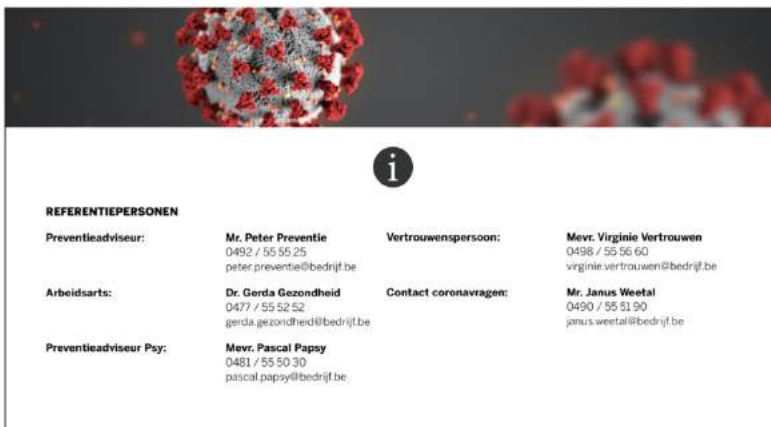 i
REFERENTIEPERSONEN
Preventieadviseur:
Mr. Peter Preventie
0492 / 55 55 25
peter.preventie@bedrijf.be
Vertrouwenspersoon:
Mevr. Virginie Vertrouwen
0498 / 55 56 60
virginie.vertrouwen@bedrijf.be
Arbeidsarts:
Dr. Gerda Gezondheid
0477 / 55 52 52
gerda.gezondheid@bedrijf.be
Contact coronavragen:
Mr. Janus Weetal
0490 / 55 51 90
janus.weetal@bedrijf.be
Preventieadviseur Psy:
Mevr. Pascal Papsy
0481 / 55 50 30
pascal.papsy@bedrijf.be